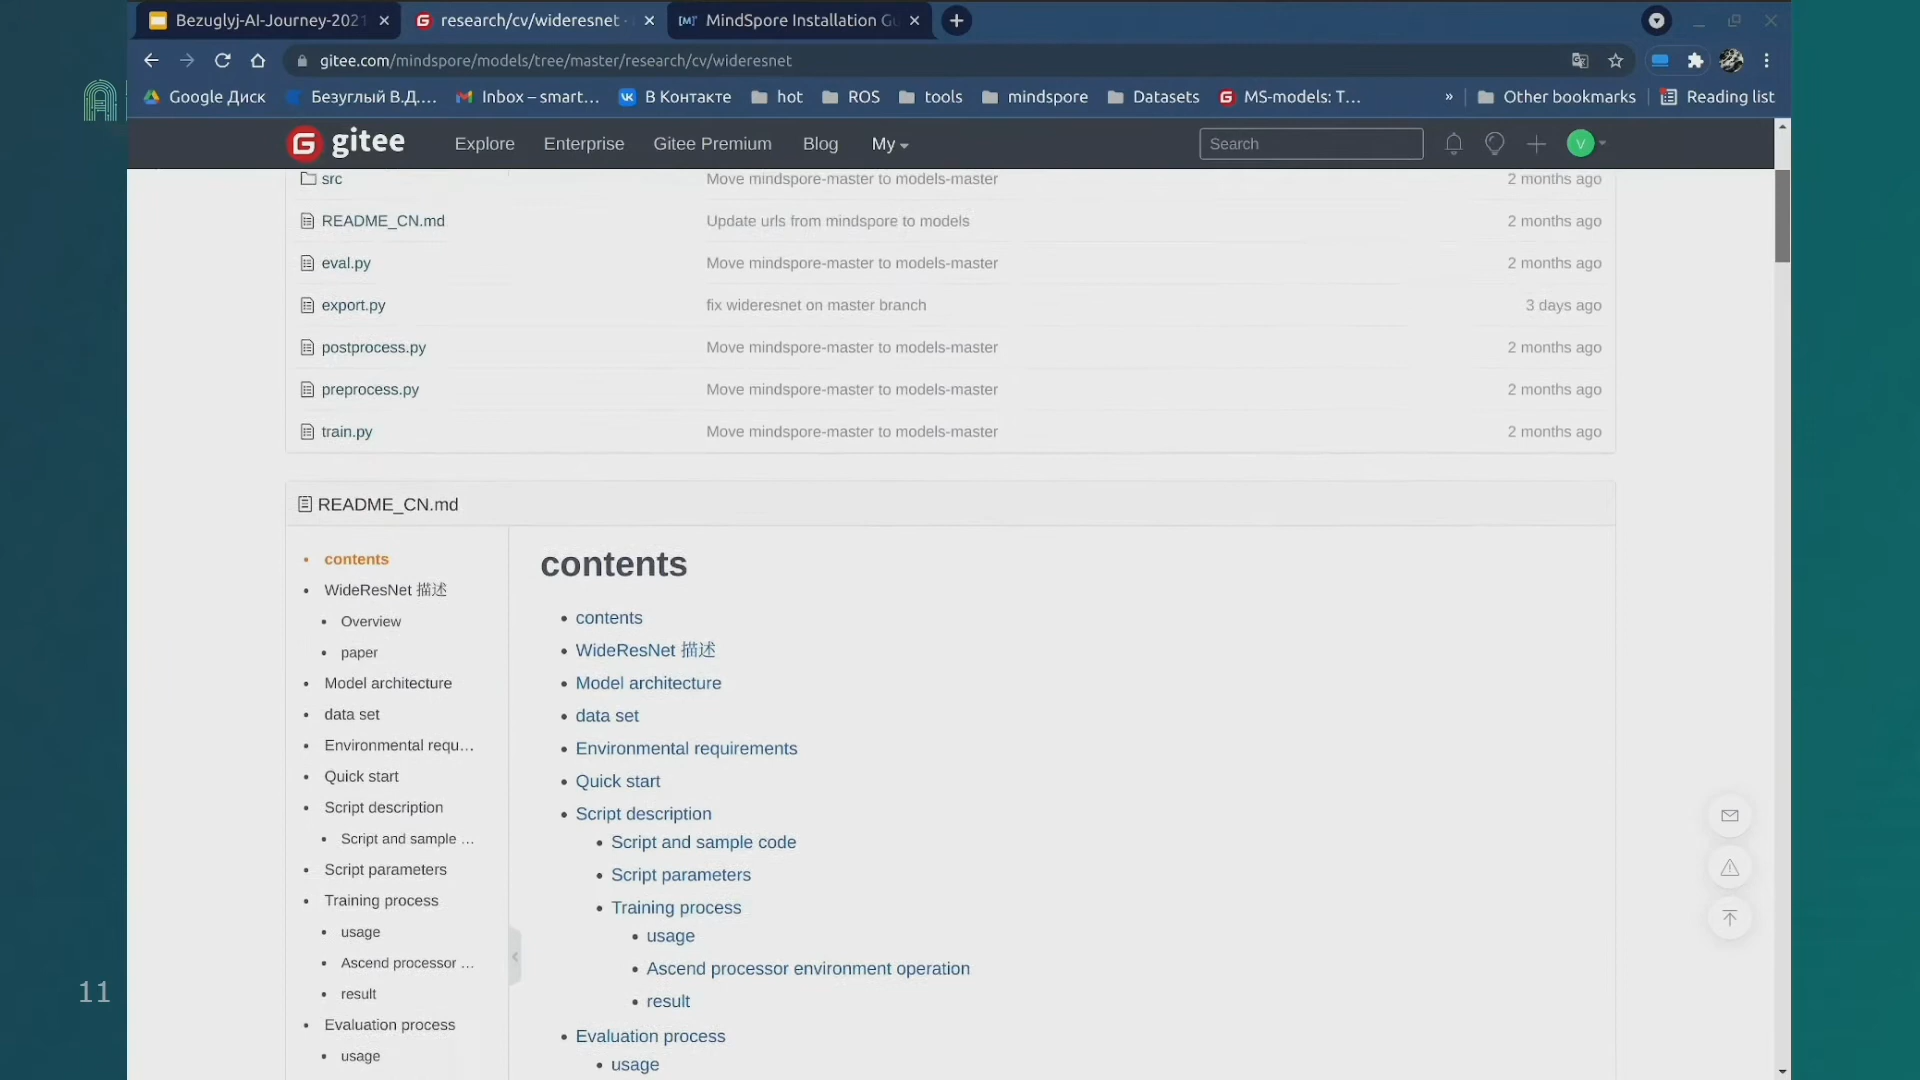 Bezuglyj-AI-Journey-2021
research/cv/wideresnet ·
MindSpore Installation Gu
gitee.com/mindspore/models/tree/master/research/cv/wideresnet
Google Диск
Безуглый В.Д....
Inbox – smart...
В Контакте
hot
ROS
tools
mindspore
Datasets
MS-models: T...
»
Other bookmarks
Reading list
gitee
Explore
Enterprise
Gitee Premium
Blog
My
Search
V
src Move mindspore-master to models-master 2 months ago
README_CN.md Update urls from mindspore to models 2 months ago
eval.py Move mindspore-master to models-master 2 months ago
export.py fix wideresnet on master branch 3 days ago
postprocess.py Move mindspore-master to models-master 2 months ago
preprocess.py Move mindspore-master to models-master 2 months ago
train.py Move mindspore-master to models-master 2 months ago
README_CN.md
contents
WideResNet 描述
Overview
paper
Model architecture
data set
Environmental requ...
Quick start
Script description
Script and sample ...
Script parameters
Training process
usage
Ascend processor ...
result
Evaluation process
usage
contents
contents
WideResNet 描述
Model architecture
data set
Environmental requirements
Quick start
Script description
Script and sample code
Script parameters
Training process
usage
Ascend processor environment operation
result
Evaluation process
usage
11